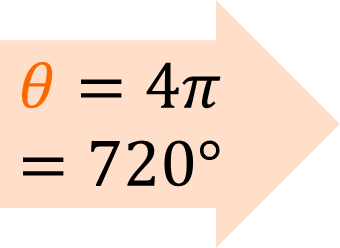 θ = 4π
= 720°